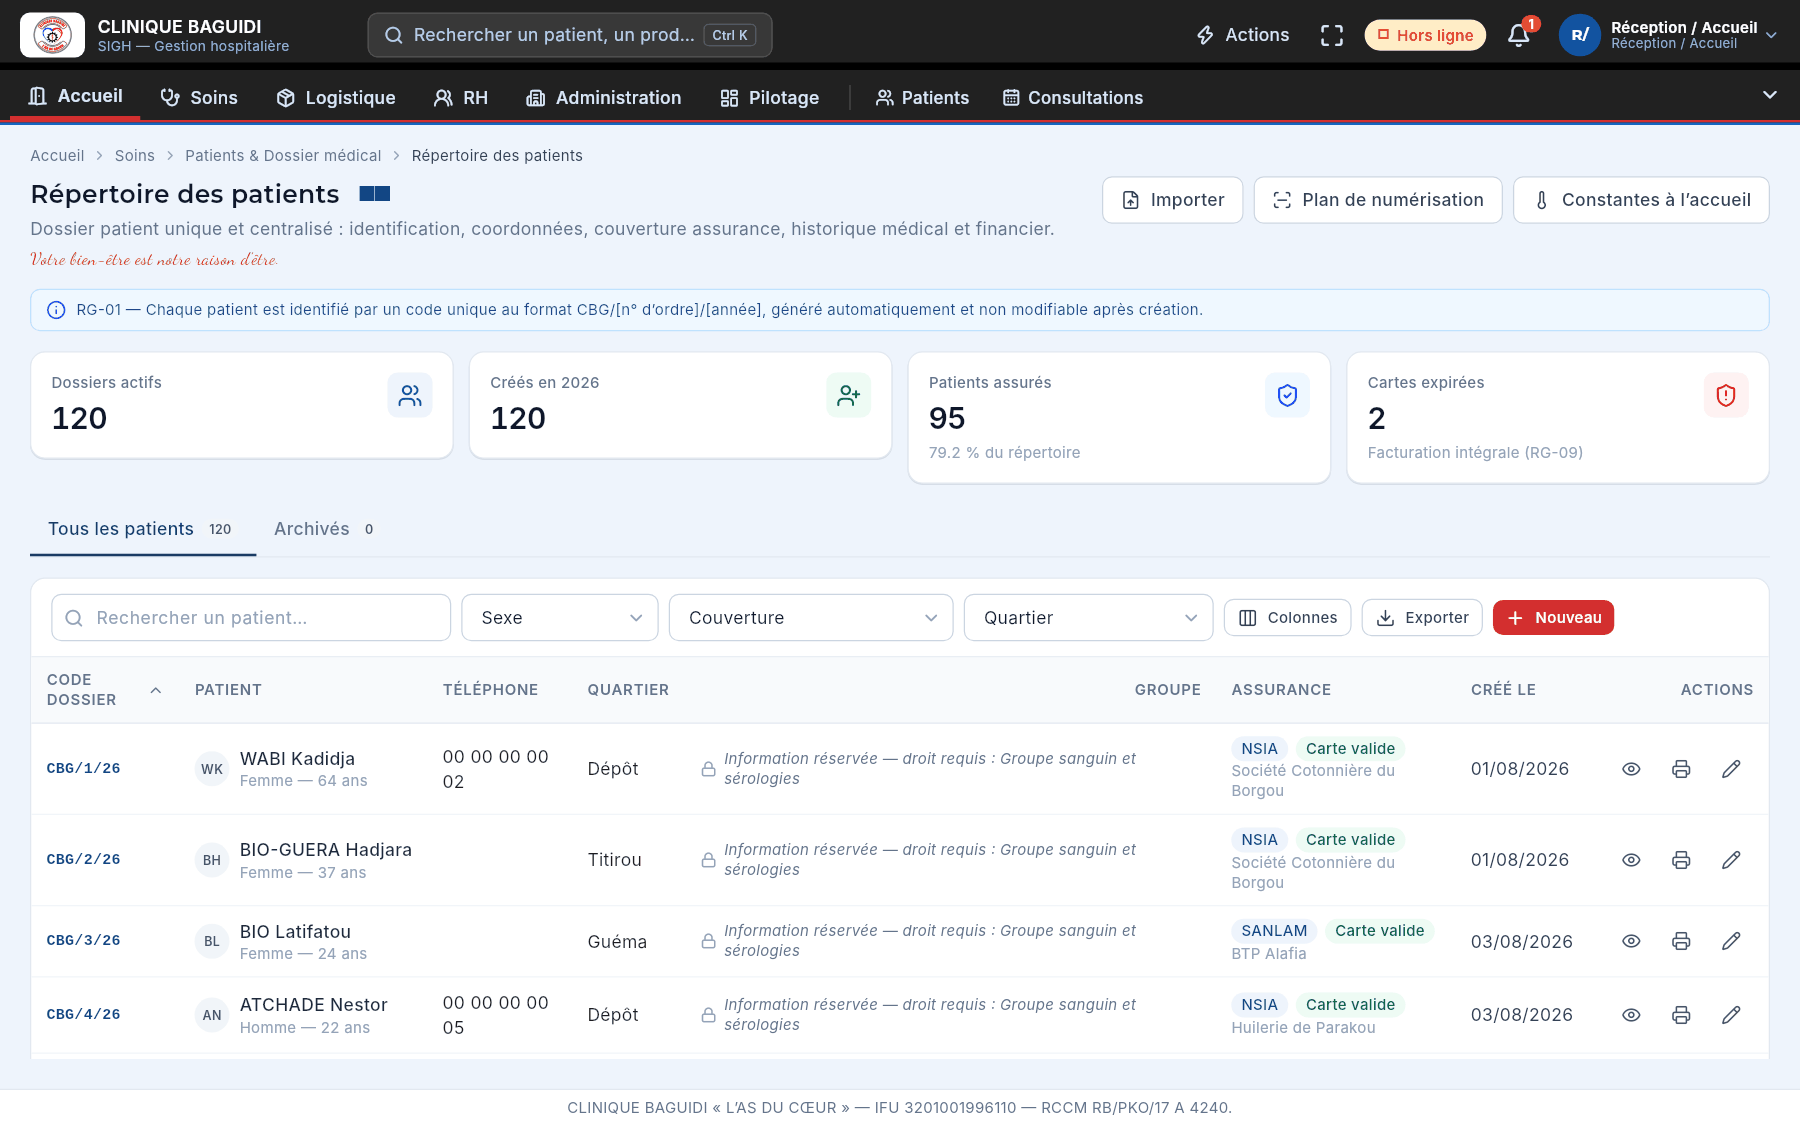 CLINIQUE BAGUIDI
SIGH — Gestion hospitalière
Rechercher un patient, un prod...
Ctrl K
Actions
Hors ligne
1
R/
Réception / Accueil
Réception / Accueil
Accueil
Soins
Logistique
RH
Administration
Pilotage
Patients
Consultations
Accueil > Soins > Patients & Dossier médical > Répertoire des patients
Répertoire des patients
Dossier patient unique et centralisé : identification, coordonnées, couverture assurance, historique médical et financier.
Votre bien-être est notre raison d'être.
Importer
Plan de numérisation
Constantes à l’accueil
RG-01 — Chaque patient est identifié par un code unique au format CBG/[n° d’ordre]/[année], généré automatiquement et non modifiable après création.
Dossiers actifs
120
Créés en 2026
120
Patients assurés
95
79.2 % du répertoire
Cartes expirées
2
Facturation intégrale (RG-09)
Tous les patients 120
Archivés 0
Rechercher un patient...
Sexe
Couverture
Quartier
Colonnes
Exporter
Nouveau
CODE DOSSIER
PATIENT
TÉLÉPHONE
QUARTIER
GROUPE
ASSURANCE
CRÉÉ LE
ACTIONS
CBG/1/26
WK
WABI Kadidja
Femme — 64 ans
00 00 00 00
02
Dépôt
Information réservée — droit requis : Groupe sanguin et
sérologies
NSIA Carte valide
Société Cotonnière du
Borgou
01/08/2026
CBG/2/26
BH
BIO-GUERA Hadjara
Femme — 37 ans
Titirou
Information réservée — droit requis : Groupe sanguin et
sérologies
NSIA Carte valide
Société Cotonnière du
Borgou
01/08/2026
CBG/3/26
BL
BIO Latifatou
Femme — 24 ans
Guéma
Information réservée — droit requis : Groupe sanguin et
sérologies
SANLAM Carte valide
BTP Alafia
03/08/2026
CBG/4/26
AN
ATCHADE Nestor
Homme — 22 ans
00 00 00 00
05
Dépôt
Information réservée — droit requis : Groupe sanguin et
sérologies
NSIA Carte valide
Huilerie de Parakou
03/08/2026
CLINIQUE BAGUIDI « L’AS DU CŒUR » — IFU 3201001996110 — RCCM RB/PKO/17 A 4240.